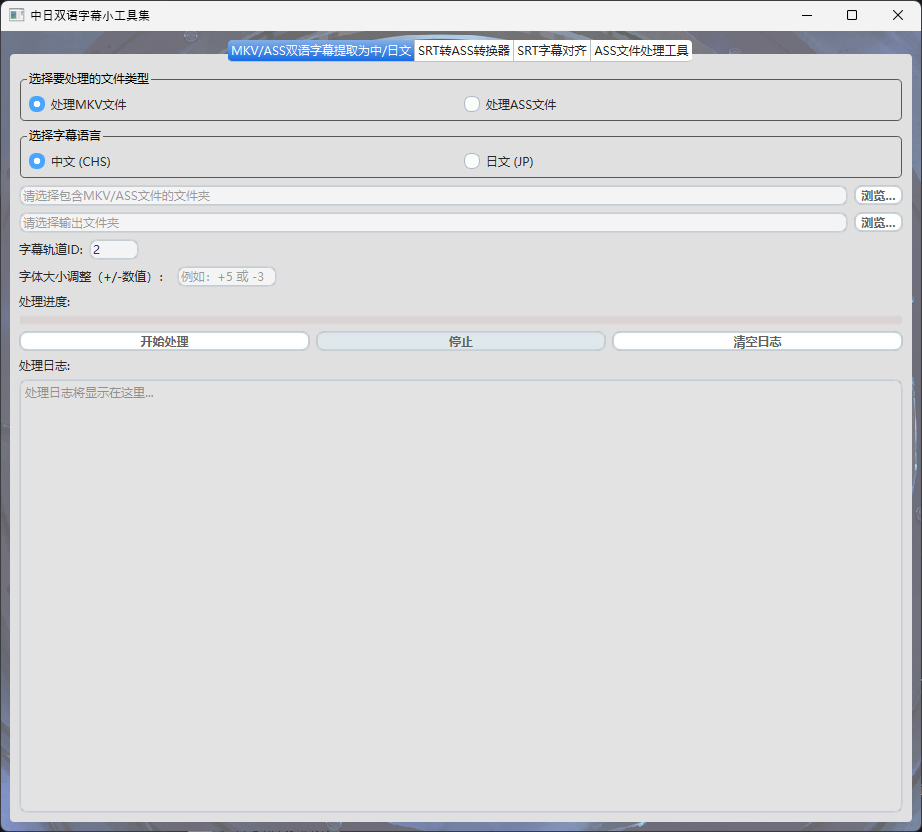 中日双语字幕小工具集
MKV/ASS双语字幕提取为中/日文 SRT转ASS转换器 SRT字幕对齐 ASS文件处理工具
选择要处理的文件类型
处理MKV文件 处理ASS文件
选择字幕语言
中文 (CHS) 日文 (JP)
请选择包含MKV/ASS文件的文件夹 浏览...
请选择输出文件夹 浏览...
字幕轨道ID: 2
字体大小调整（+/-数值）: 例如: +5 或 -3
处理进度:
开始处理 停止 清空日志
处理日志:
处理日志将显示在这里...